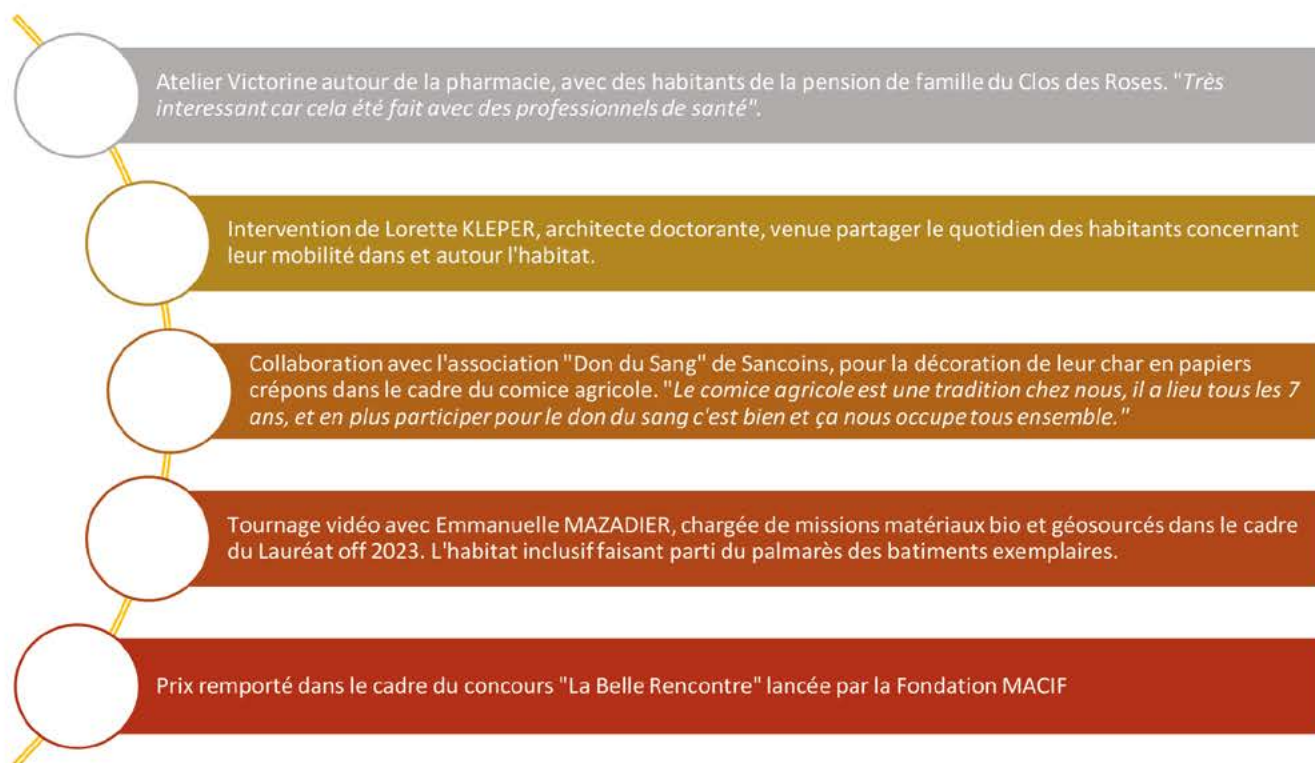 Atelier Victorine autour de la pharmacie, avec des habitants de la pension de famille du Clos des Roses. "Très
interessant car cela été fait avec des professionnels de santé".
Intervention de Lorette KLEPER, architecte doctorante, venue partager le quotidien des habitants concernant
leur mobilité dans et autour l'habitat.
Collaboration avec l'association "Don du Sang" de Sancoins, pour la décoration de leur char en papiers
crépons dans le cadre du comice agricole. "Le comice agricole est une tradition chez nous, il a lieu tous les 7
ans, et en plus participer pour le don du sang c'est bien et ça nous occupe tous ensemble."
Tournage vidéo avec Emmanuelle MAZADIER, chargée de missions matériaux bio et géosourcés dans le cadre
du Lauréat off 2023. L'habitat inclusif faisant parti du palmarès des batiments exemplaires.
Prix remporté dans le cadre du concours "La Belle Rencontre" lancée par la Fondation MACIF